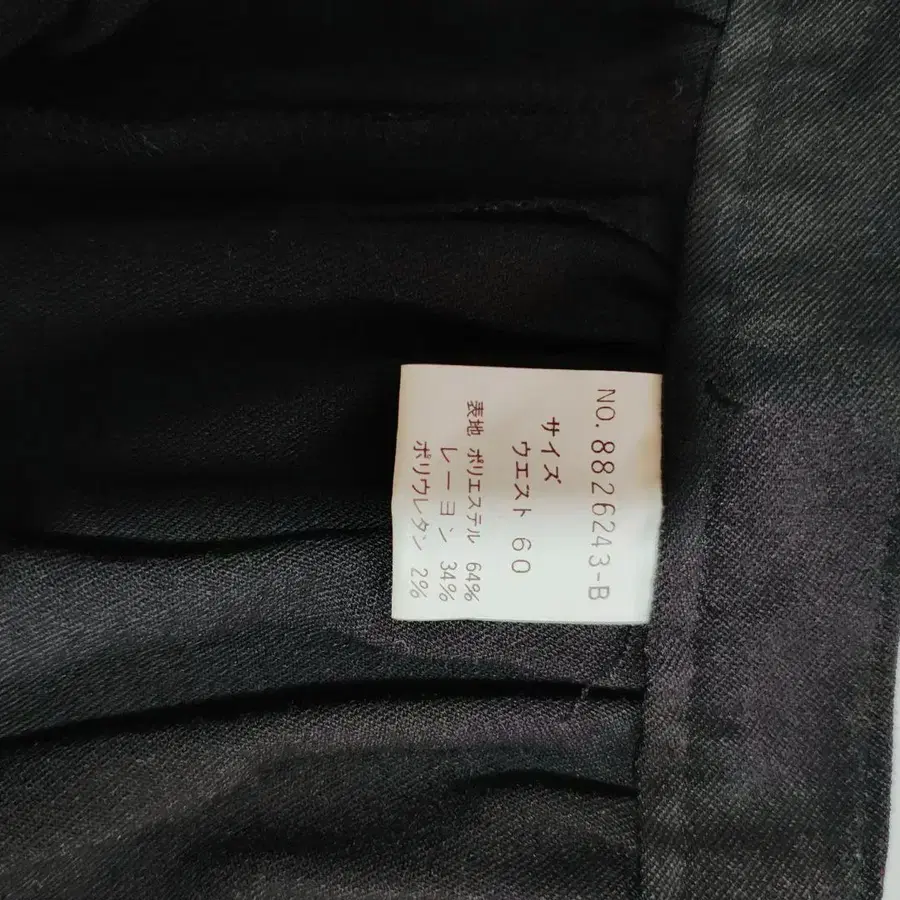 NO. 8826243-B
サイズ
ウエスト 60
表地 ポリエステル 64%
レーヨン 34%
ポリウレタン 2%